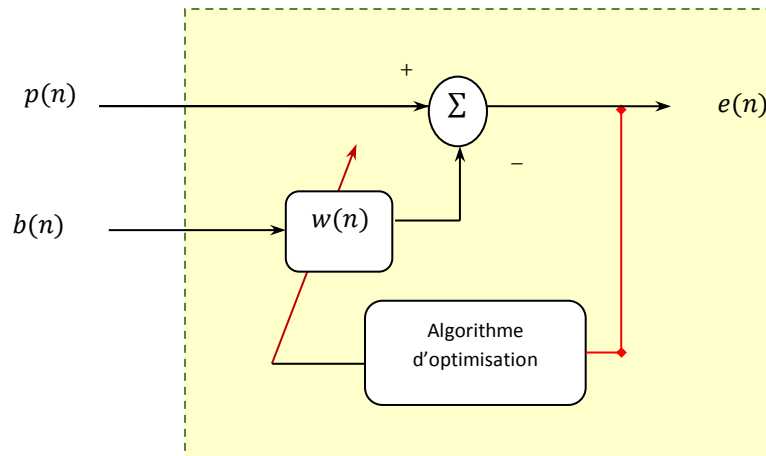 +
p(n)
Σ
e(n)
−
w(n)
b(n)
Algorithme
d'optimisation